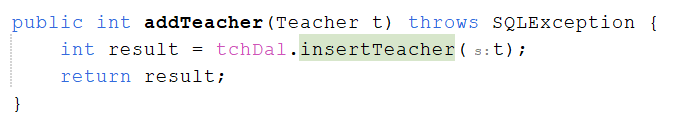 public int addTeacher(Teacher t) throws SQLException {
    int result = tchDal.insertTeacher( s: t);
    return result;
}